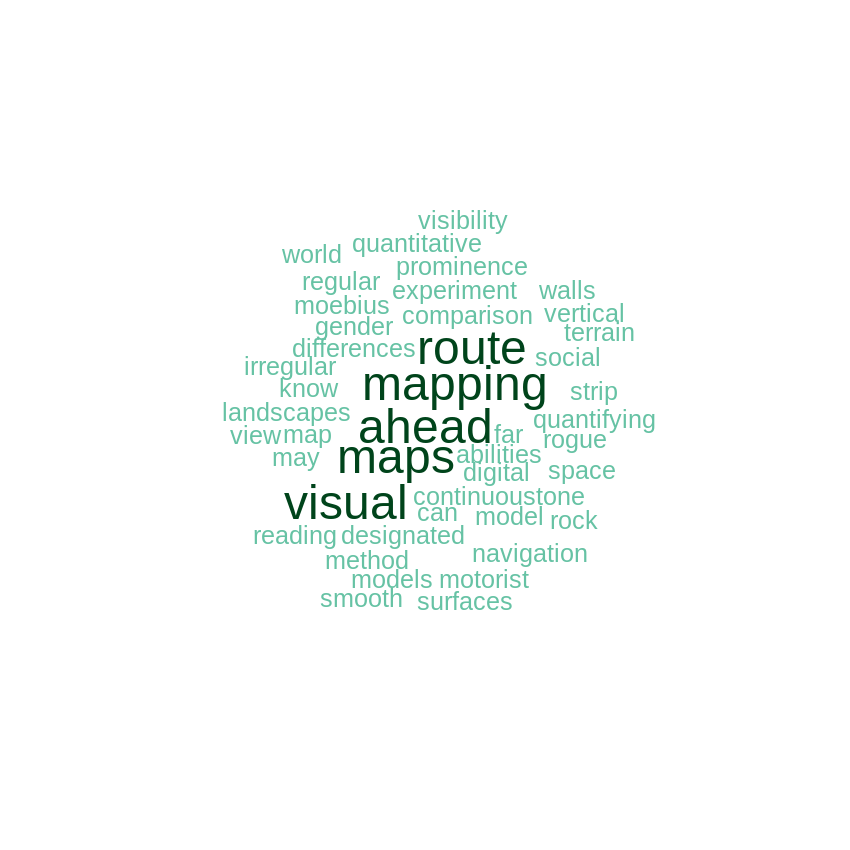 visibility
quantitative
world
prominence
regular
experiment
walls
moebius
comparison
vertical
gender
terrain
differences
route
social
irregular
mapping
know
strip
landscapes
quantifying
ahead
view
map
far
rogue
maps
abilities
may
digital
space
visual
continuoustone
can
model
rock
reading
designated
method
navigation
models
motorist
smooth
surfaces